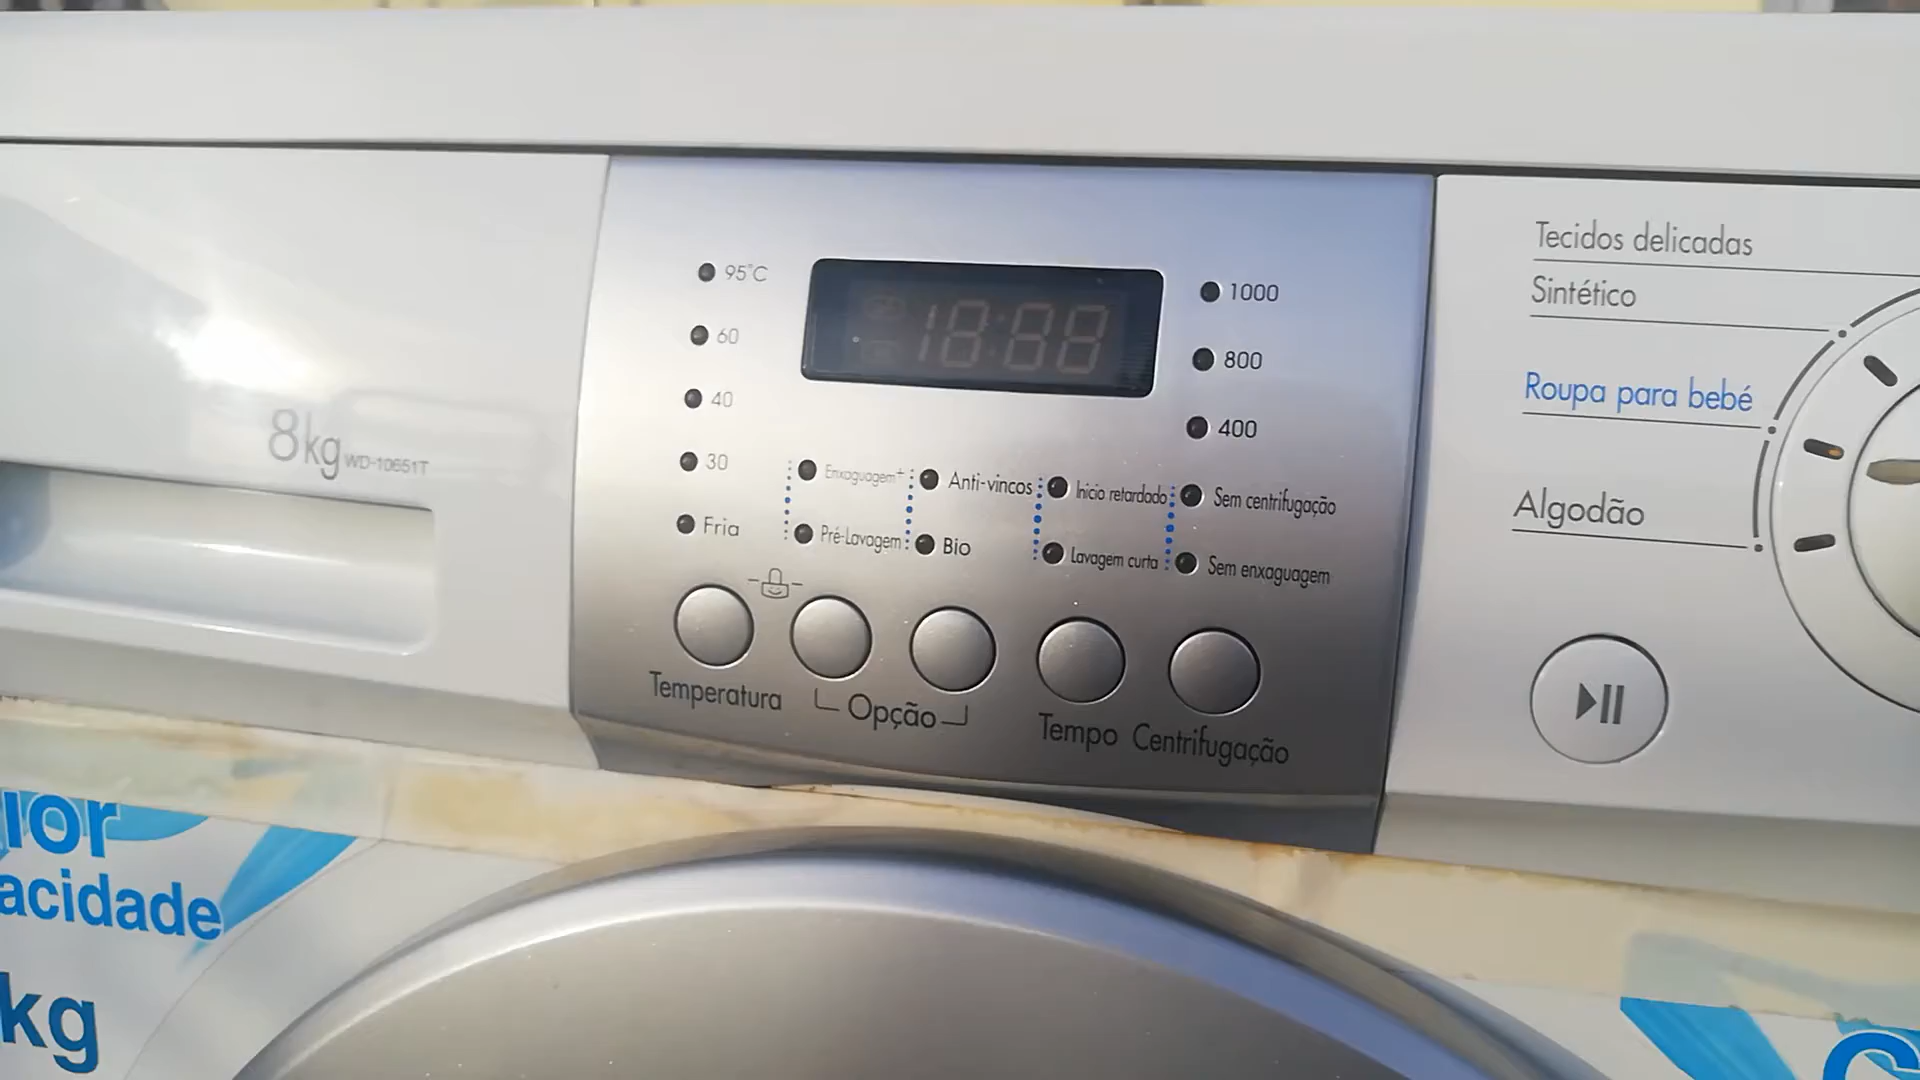 95°C
60
40
30
Fria
18:88
1000
800
400
Enxaguagem+
Anti-vincos
Inicio retardado
Sem centrifugação
Pré-Lavagem
Bio
Lavagem curta
Sem enxaguagem
Temperatura
Opção
Tempo
Centrifugação
8kg WD-10651T
Tecidos delicadas
Sintético
Roupa para bebé
Algodão
ior
acidade
kg